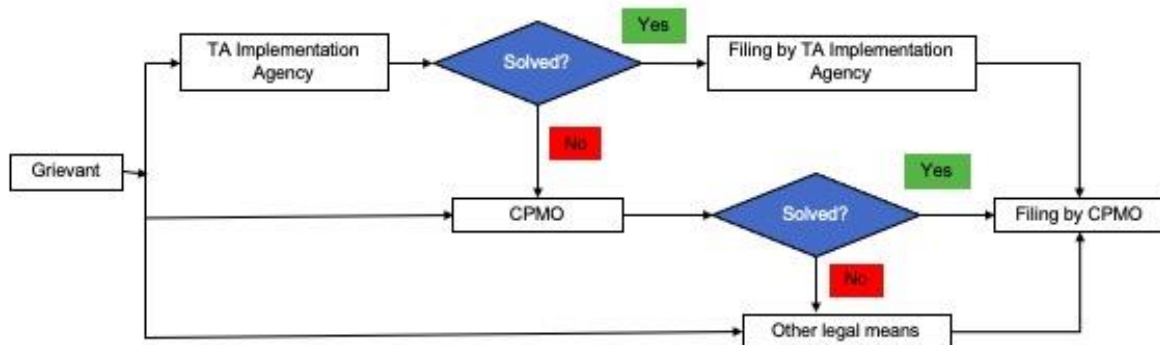 Yes
TA Implementation
Agency
Solved?
Filing by TA Implementation
Agency
No
Grievant
Yes
CPMO
Solved?
Filing by CPMO
No
Other legal means